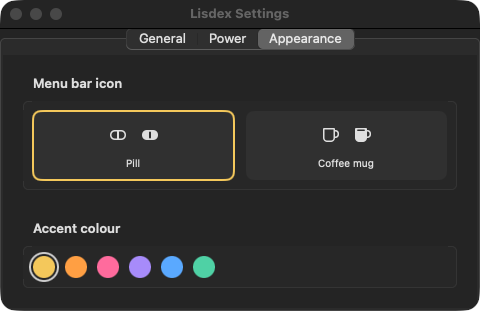 Lisdex Settings
General Power Appearance
Menu bar icon
Pill Coffee mug
Accent colour